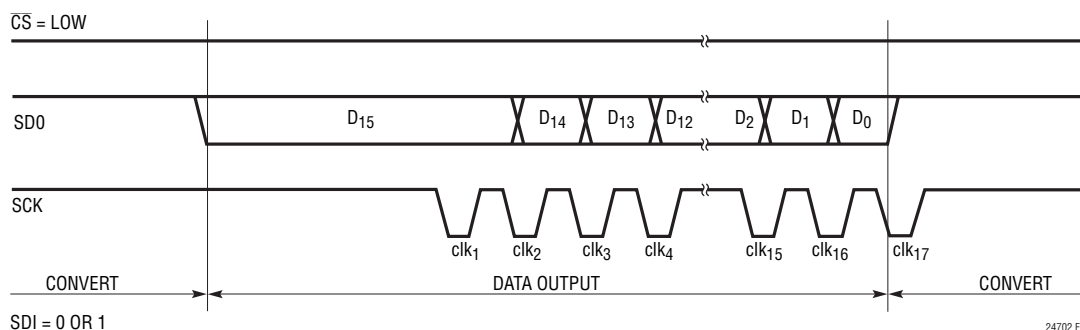 CS = LOW
SD0
D15 D14 D13 D12 D2 D1 D0
SCK
clk1 clk2 clk3 clk4 clk15 clk16 clk17
CONVERT DATA OUTPUT CONVERT
SDI = 0 OR 1
24702 F